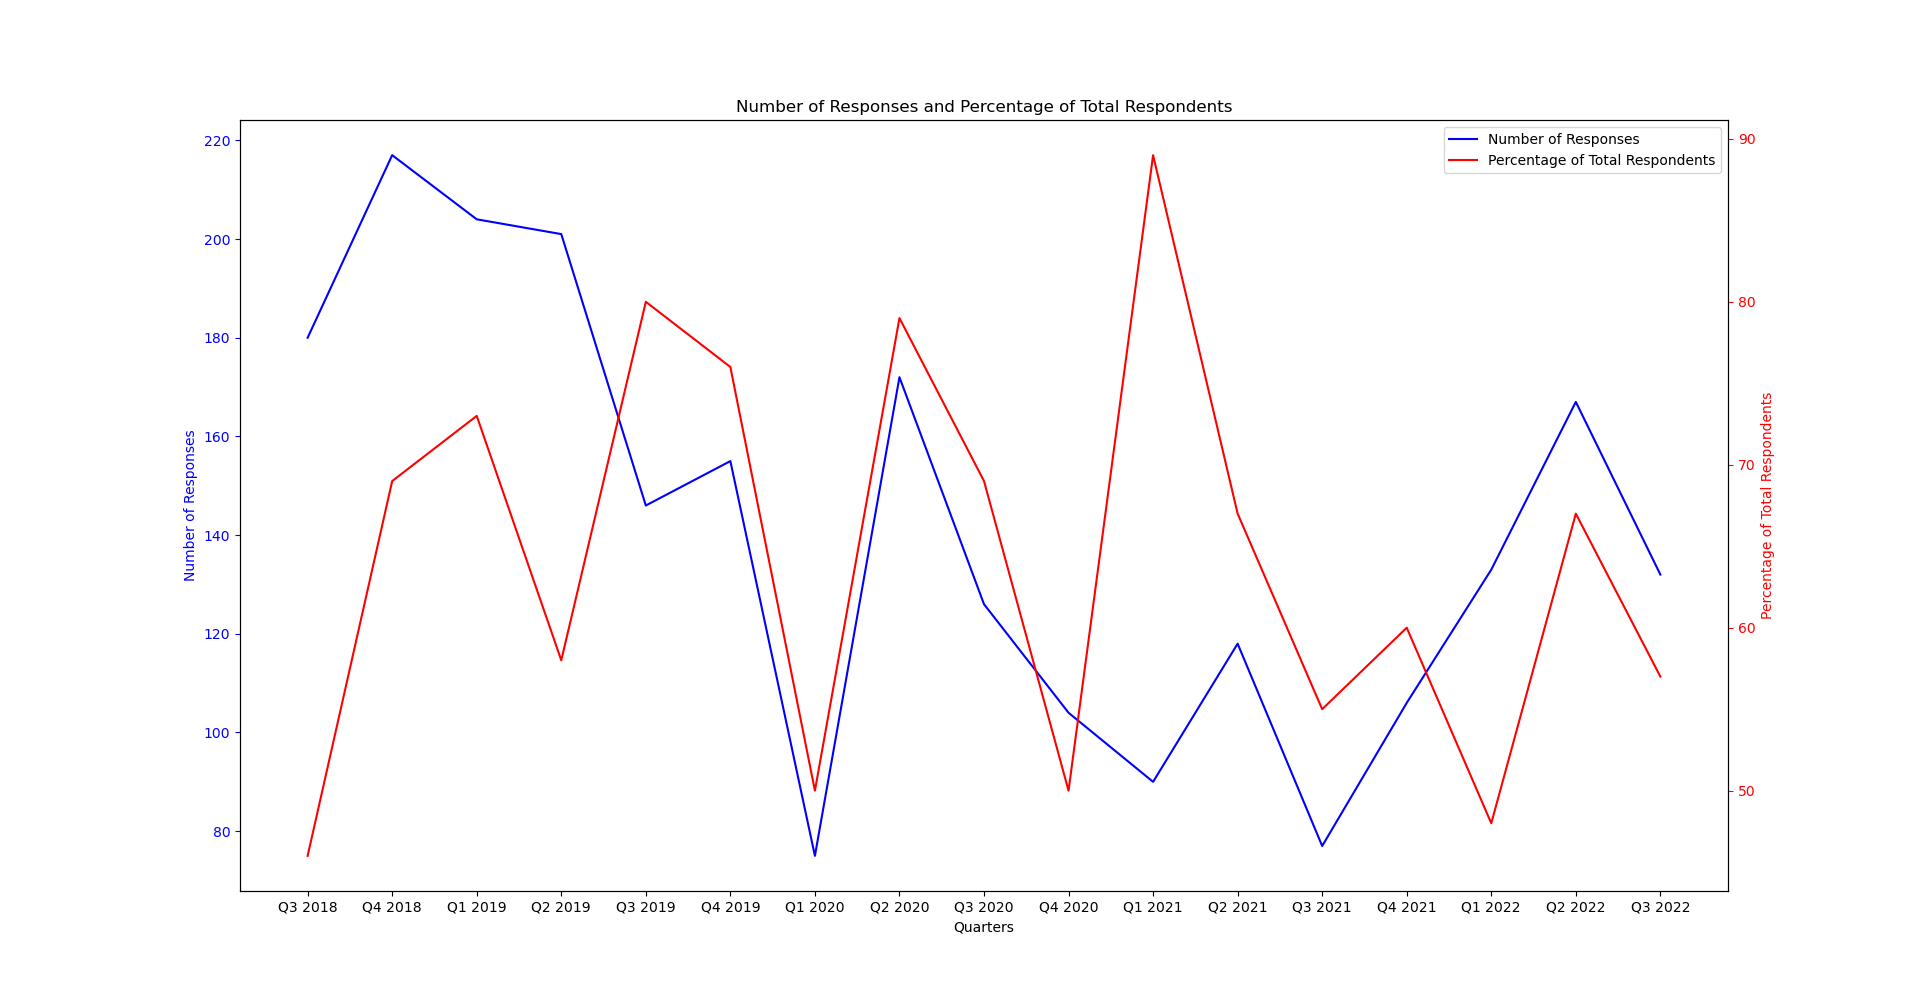 Number of Responses and Percentage of Total Respondents
Number of Responses
Percentage of Total Respondents
220
200
180
160
140
120
100
80
Number of Responses
90
80
70
60
50
Percentage of Total Respondents
Q3 2018 Q4 2018 Q1 2019 Q2 2019 Q3 2019 Q4 2019 Q1 2020 Q2 2020 Q3 2020 Q4 2020 Q1 2021 Q2 2021 Q3 2021 Q4 2021 Q1 2022 Q2 2022 Q3 2022
Quarters